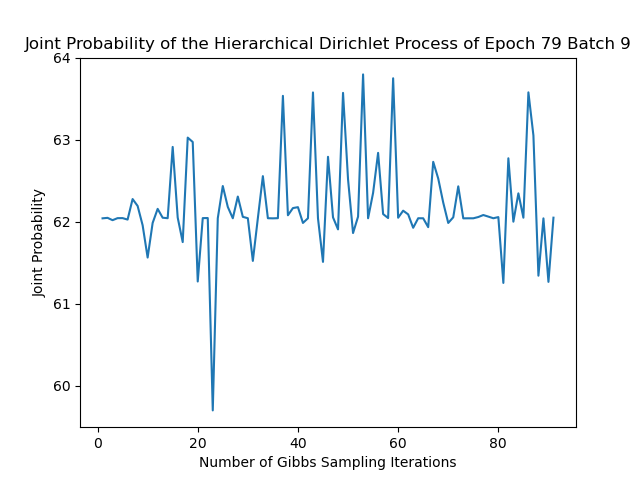 Joint Probability of the Hierarchical Dirichlet Process of Epoch 79 Batch 9
64
63
62
61
60
Joint Probability
0 20 40 60 80
Number of Gibbs Sampling Iterations